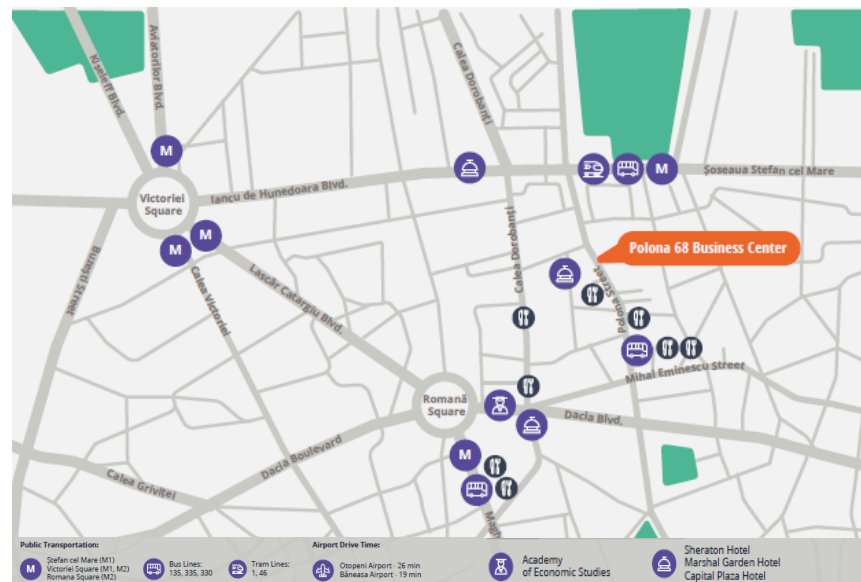 Kiseleff Blvd.
Aviatorilor Blvd.
Calea Dorobanți
M
M
Șoseaua Stefan cel Mare
Iancu de Hunedoara Blvd.
Victoriei
Square
M
M
Calea Dorobanți
Polona 68 Business Center
Buzești Street
Calea Victoriei
Lascăr Catargiu Blvd.
Polona Street
Mihai Eminescu Street
Romană
Square
Dacia Blvd.
Dacia Boulevard
M
Calea Griviței
Magh
Public Transportation:
M
Ștefan cel Mare (M1)
Victoriei Square (M1, M2)
Romana Square (M2)
Bus Lines:
135, 335, 330
Tram Lines:
1, 46
Airport Drive Time:
Otopeni Airport - 26 min
Băneasa Airport - 19 min
Academy
of Economic Studies
Sheraton Hotel
Marshal Garden Hotel
Capital Plaza Hotel